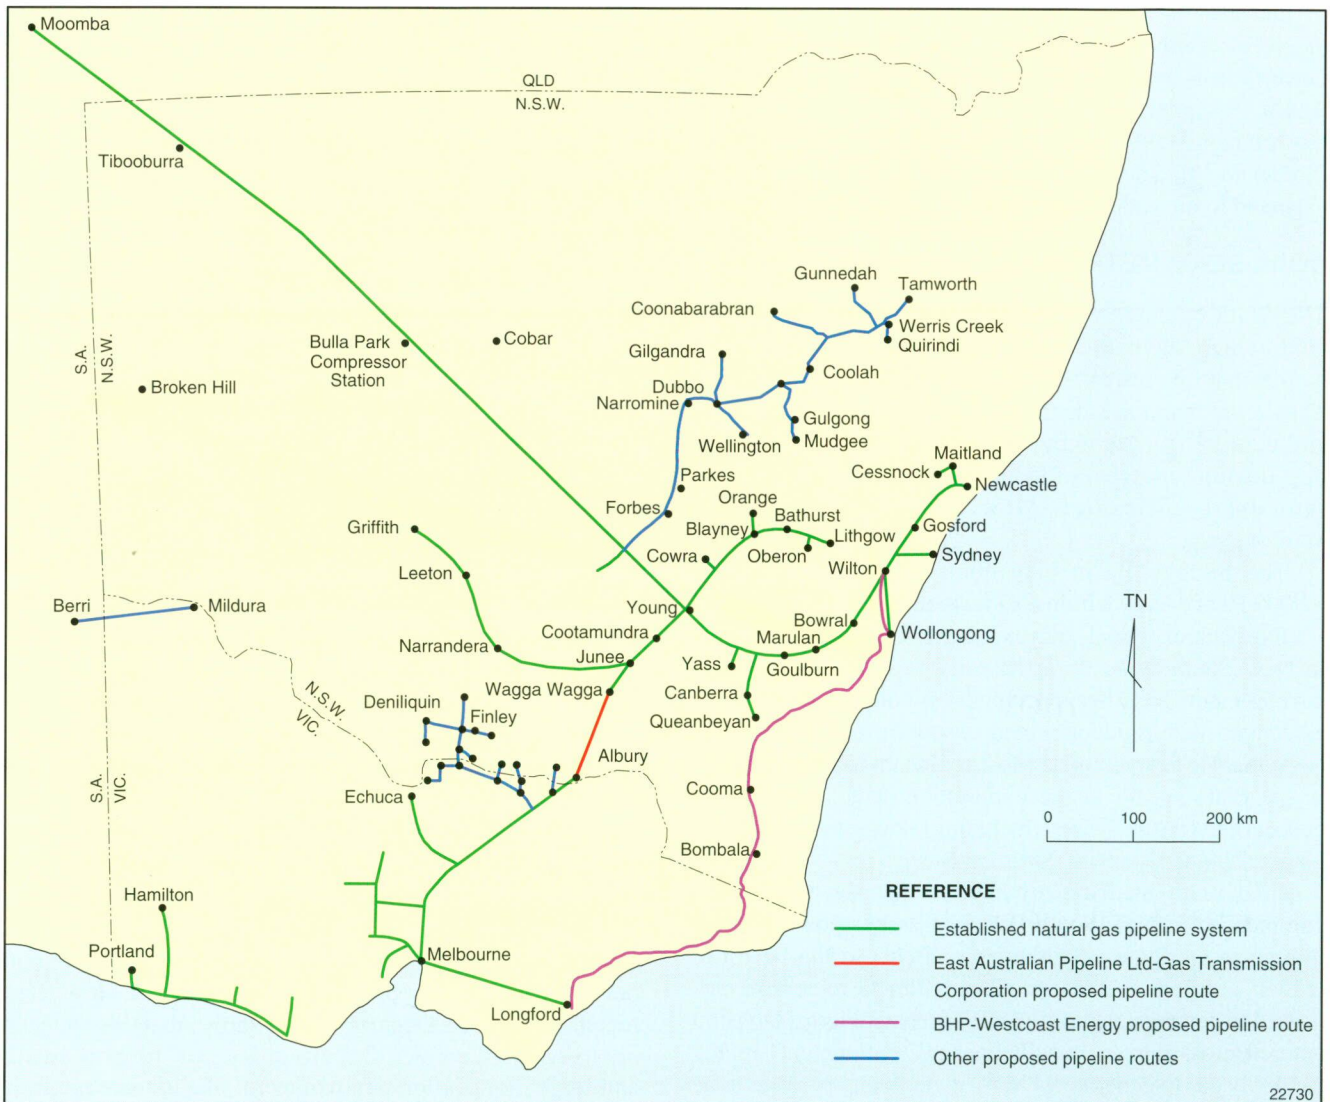 Moomba
QLD
N.S.W.
Tibooburra
Gunnedah
Tamworth
Coonabarabran
Werris Creek
Quirindi
S.A.
N.S.W.
Bulla Park
Compressor
Station
Cobar
Gilgandra
Coolah
Broken Hill
Dubbo
Narromine
Gulgong
Mudgee
Wellington
Maitland
Cessnock
Newcastle
Parkes
Orange
Forbes
Bathurst
Griffith
Blayney
Gosford
Lithgow
Oberon
Cowra
Sydney
Leeton
Wilton
TN
Berri
Mildura
Young
Bowral
Cootamundra
Marulan
Wollongong
Narrandera
Junee
Yass
Goulburn
Wagga Wagga
Canberra
N.S.W.
VIC.
Deniliquin
Finley
Queanbeyan
Albury
S.A.
VIC.
Echuca
Cooma
0 100 200 km
Bombala
REFERENCE
Hamilton
Established natural gas pipeline system
Portland
Melbourne
East Australian Pipeline Ltd-Gas Transmission
Corporation proposed pipeline route
Longford
BHP-Westcoast Energy proposed pipeline route
Other proposed pipeline routes
22730